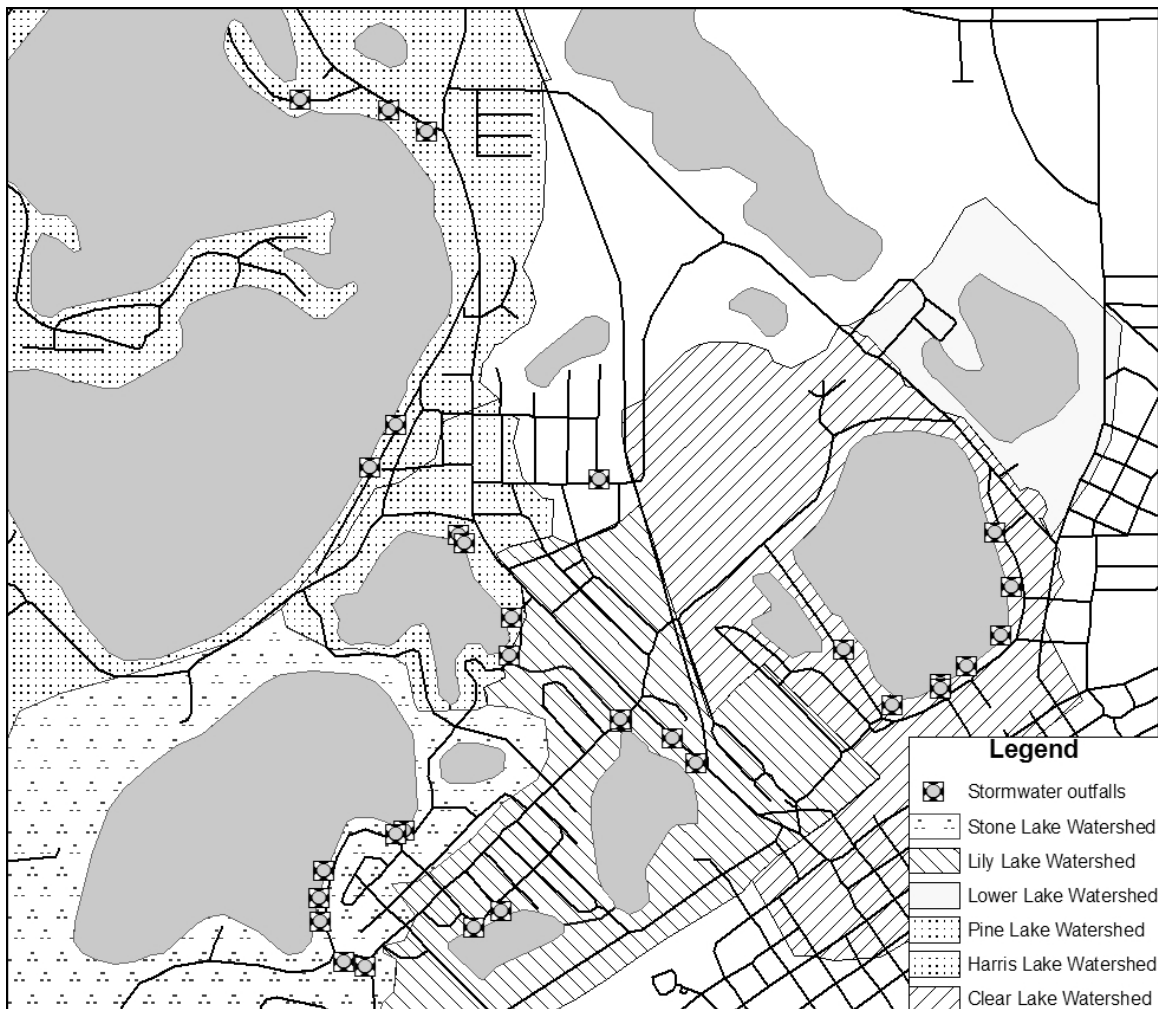 Legend
Stormwater outfalls
Stone Lake Watershed
Lily Lake Watershed
Lower Lake Watershed
Pine Lake Watershed
Harris Lake Watershed
Clear Lake Watershed